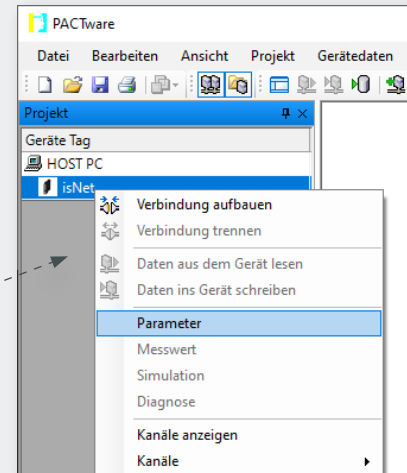 PACTware
Datei Bearbeiten Ansicht Projekt Gerätedaten
Projekt
Geräte Tag
HOST PC
isNet
Verbindung aufbauen
Verbindung trennen
Daten aus dem Gerät lesen
Daten ins Gerät schreiben
Parameter
Messwert
Simulation
Diagnose
Kanäle anzeigen
Kanäle